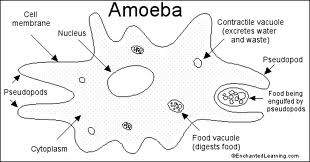 Amoeba
Cell
membrane
Nucleus
Contractile vacuole
(excretes water
and waste)
Pseudopod
Pseudopods
Food being
engulfed by
pseudopods
Cytoplasm
Food vacuole
(digests food)
©EnchantedLearning.com